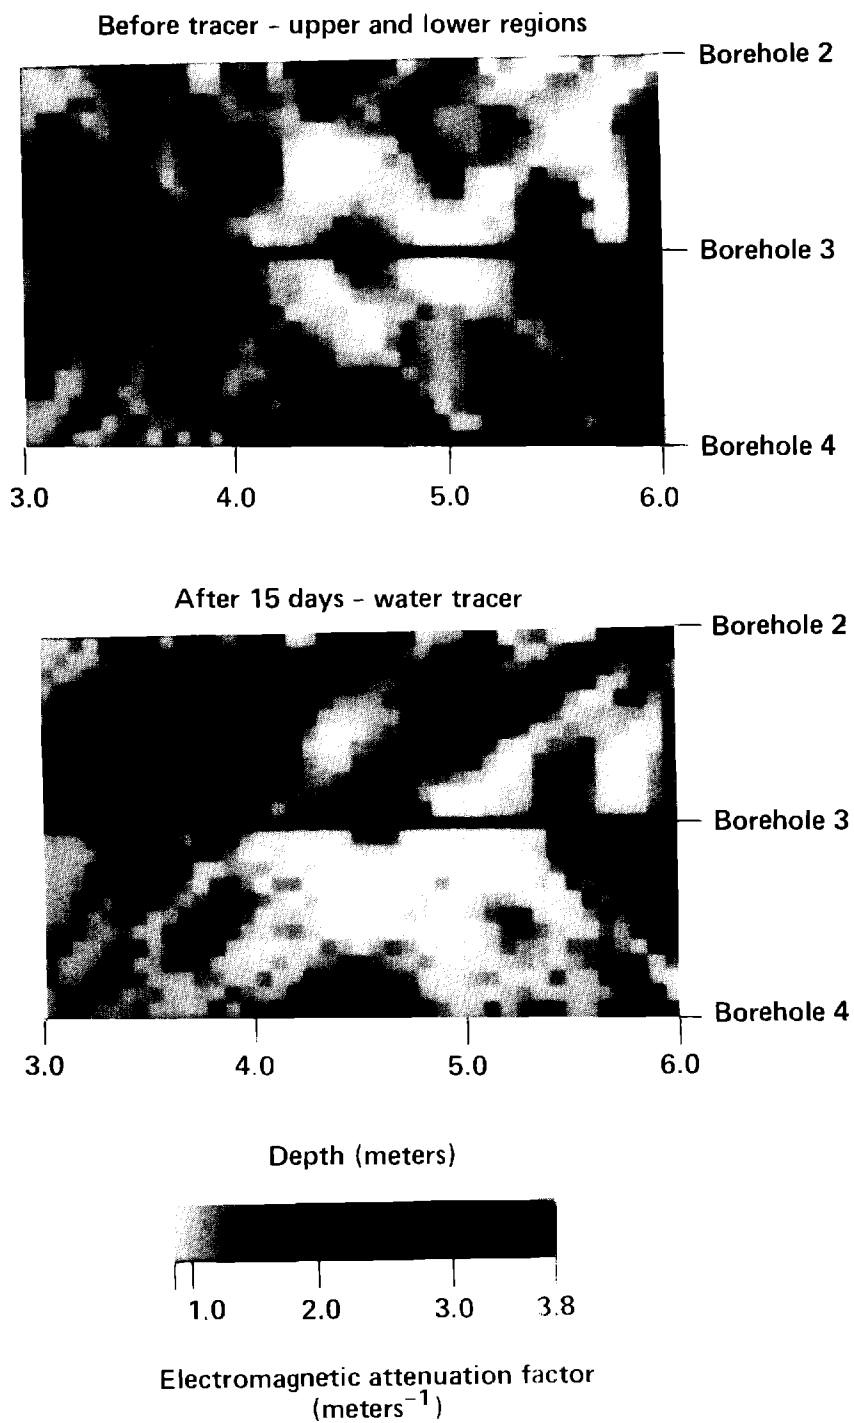 Before tracer - upper and lower regions
Borehole 2
Borehole 3
Borehole 4
3.0 4.0 5.0 6.0
After 15 days - water tracer
Borehole 2
Borehole 3
Borehole 4
3.0 4.0 5.0 6.0
Depth (meters)
1.0 2.0 3.0 3.8
Electromagnetic attenuation factor
(meters⁻¹)